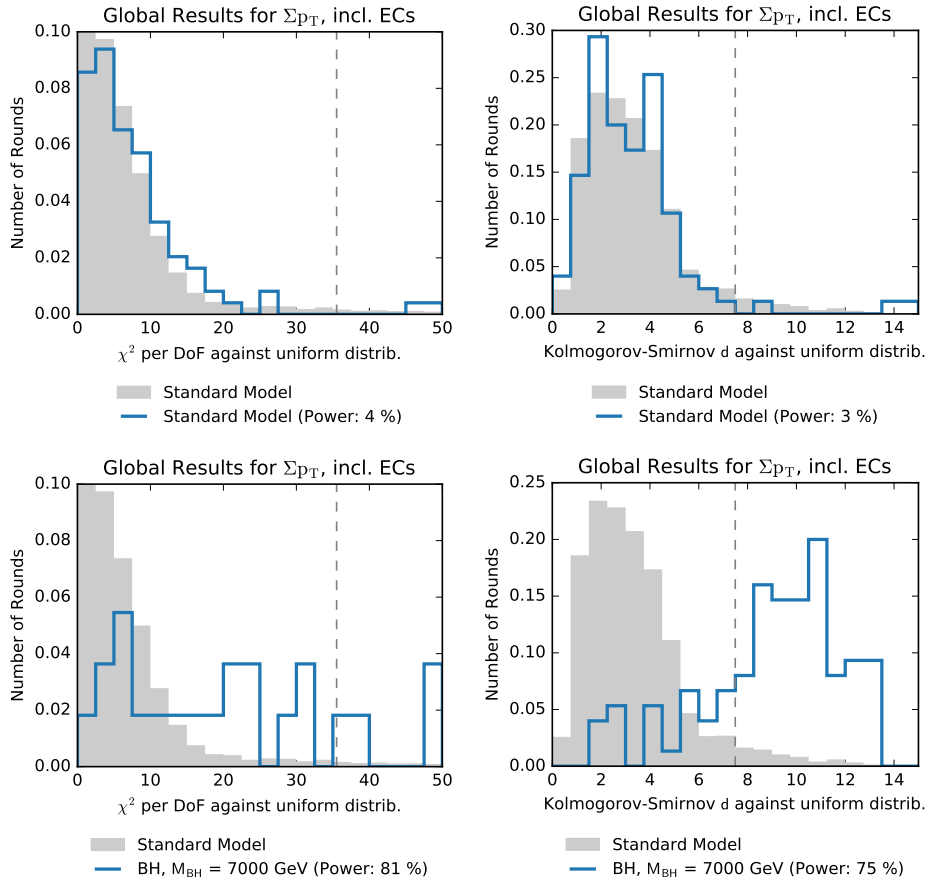 Global Results for Σp_T, incl. ECs
Number of Rounds
0.10
0.08
0.06
0.04
0.02
0.00
0 10 20 30 40 50
χ² per DoF against uniform distrib.
Standard Model
Standard Model (Power: 4 %)
Global Results for Σp_T, incl. ECs
Number of Rounds
0.30
0.25
0.20
0.15
0.10
0.05
0.00
0 2 4 6 8 10 12 14
Kolmogorov-Smirnov d against uniform distrib.
Standard Model
Standard Model (Power: 3 %)
Global Results for Σp_T, incl. ECs
Number of Rounds
0.10
0.08
0.06
0.04
0.02
0.00
0 10 20 30 40 50
χ² per DoF against uniform distrib.
Standard Model
BH, M_BH = 7000 GeV (Power: 81 %)
Global Results for Σp_T, incl. ECs
Number of Rounds
0.25
0.20
0.15
0.10
0.05
0.00
0 2 4 6 8 10 12 14
Kolmogorov-Smirnov d against uniform distrib.
Standard Model
BH, M_BH = 7000 GeV (Power: 75 %)